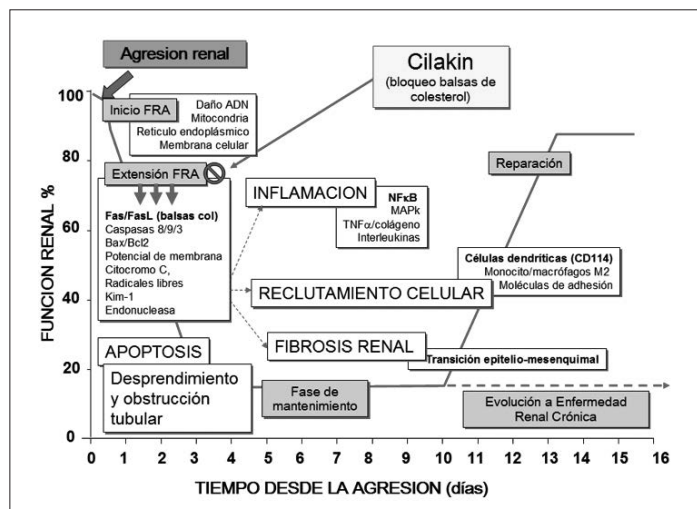 Agresion renal
Cilakin
(bloqueo balsas de
colesterol)
FUNCION RENAL %
100
80
60
40
20
0
Inicio FRA
Daño ADN
Mitocondria
Reticulo endoplásmico
Membrana celular
Extensión FRA
Fas/FasL (balsas col)
Caspasas 8/9/3
Bax/Bcl2
Potencial de membrana
Citocromo C,
Radicales libres
Kim-1
Endonucleasa
INFLAMACION
NFκB
MAPk
TNFα/colágeno
Interleukinas
Reparación
RECLUTAMIENTO CELULAR
Células dendríticas (CD114)
Monocito/macrófagos M2
Moléculas de adhesión
APOPTOSIS
FIBROSIS RENAL
Transición epitelio-mesenquimal
Desprendimiento
y obstrucción
tubular
Fase de
mantenimiento
Evolución a Enfermedad
Renal Crónica
0 1 2 3 4 5 6 7 8 9 10 11 12 13 14 15 16
TIEMPO DESDE LA AGRESION (días)